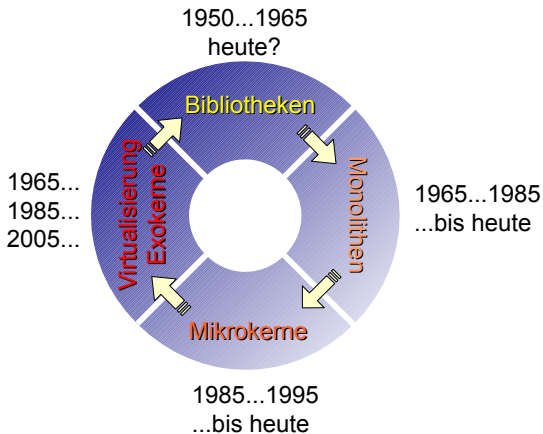 1950...1965
heute?
Bibliotheken
Monolithen
1965...1985
...bis heute
Mikrokerne
1985...1995
...bis heute
Virtualisierung
Exokerne
1965...
1985...
2005...